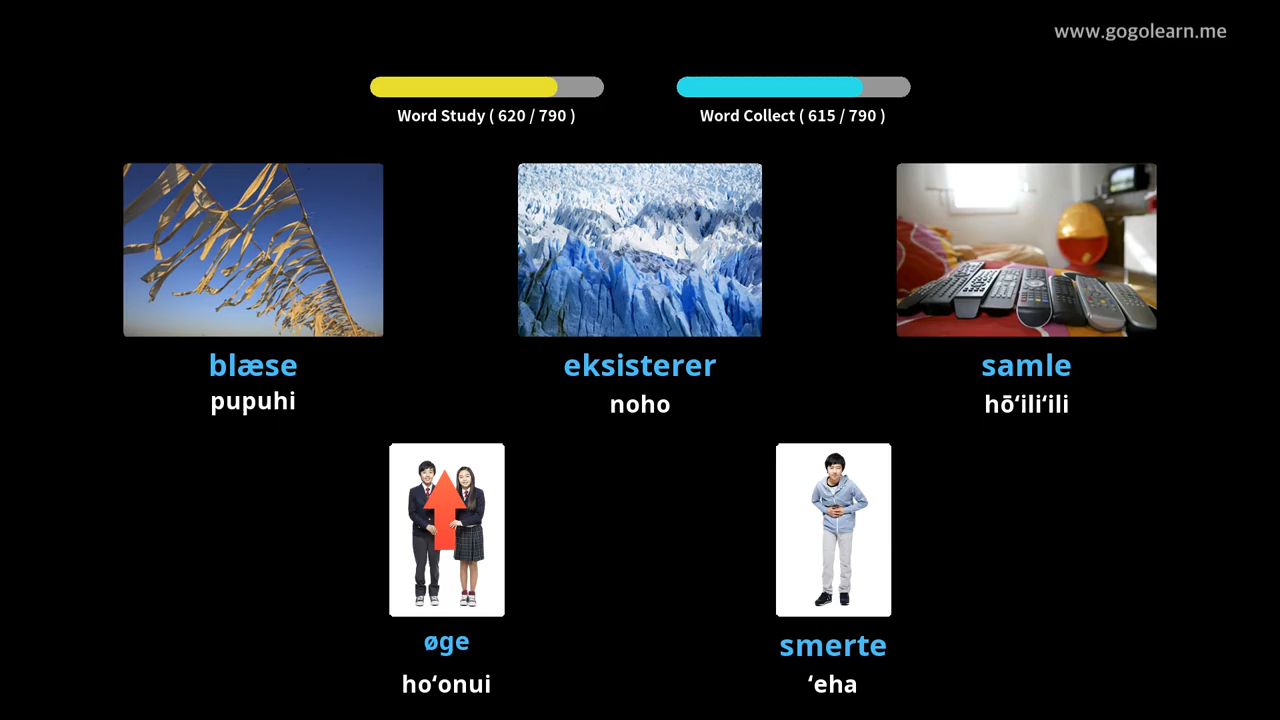 www.gogolearn.me
Word Study ( 620 / 790 )
Word Collect ( 615 / 790 )
blæse
eksisterer
samle
pupuhi
noho
hōʻiliʻili
øge
smerte
hoʻonui
ʻeha